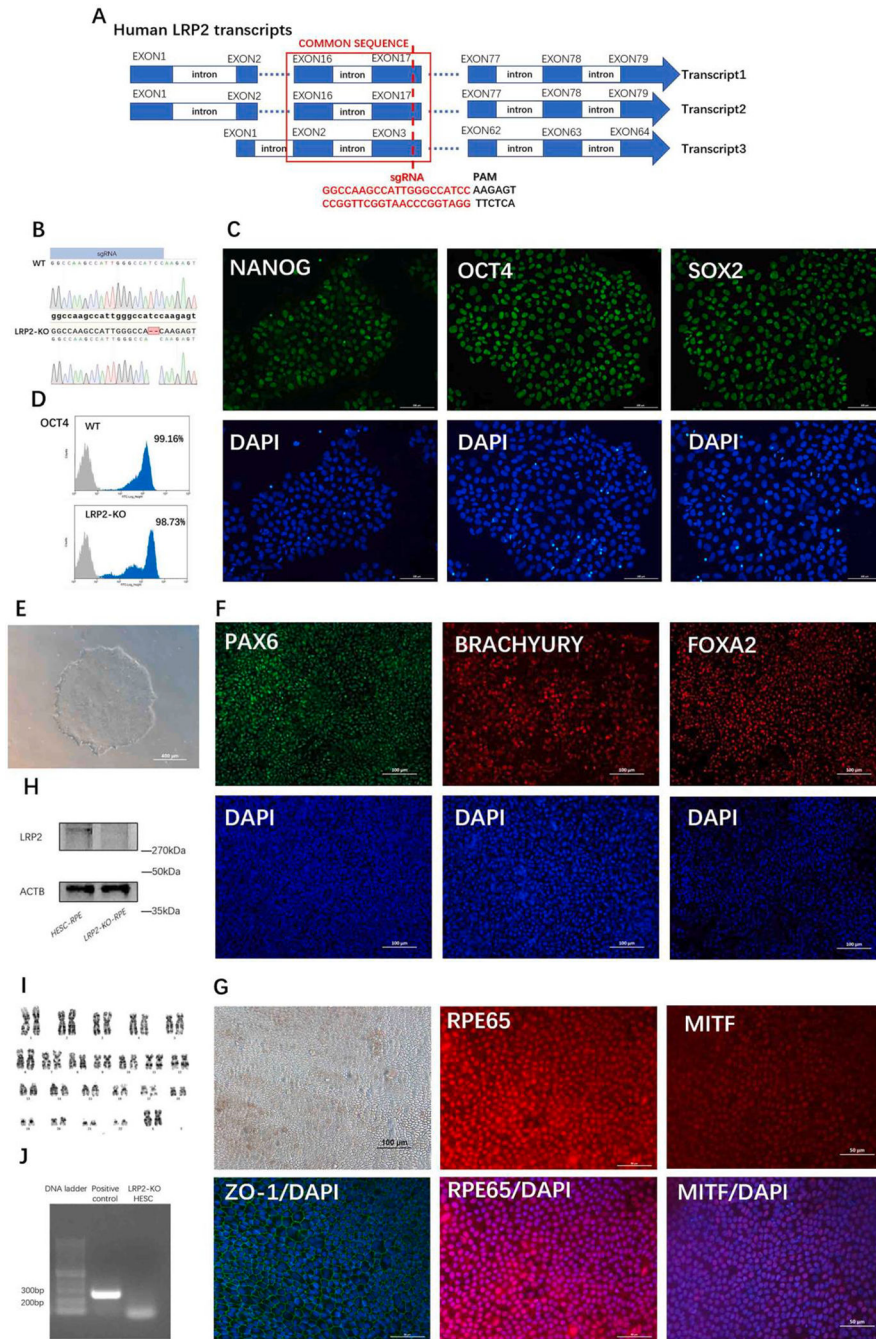 A
Human LRP2 transcripts
COMMON SEQUENCE
EXON1 EXON2 EXON16 EXON17 EXON77 EXON78 EXON79
intron intron intron intron Transcript1
EXON1 EXON2 EXON16 EXON17 EXON77 EXON78 EXON79
intron intron intron intron Transcript2
EXON1 EXON2 EXON3 EXON62 EXON63 EXON64
intron intron intron intron Transcript3
sgRNA PAM
GGCCAAGCCATTGGGCCATCC AAGAGT
CCGGTTCGGTAACCCGGTAGG TTCTCA
B
sgRNA
WT
GGCCAAGCCATTGGGCCATCCAAGAGT
ggccaagccattgggccatccaagagt
LRP2-KO GGCCAAGCCATTGGGCCA--CAAGAGT
GGCCAAGCCATTGGGCCA CAAGAGT
C
NANOG OCT4 SOX2
DAPI DAPI DAPI
D
OCT4
WT
99.16%
LRP2-KO
98.73%
E
400 μm
F
PAX6 BRACHYURY FOXA2
100 μm 100 μm 100 μm
DAPI DAPI DAPI
100 μm 100 μm 100 μm
H
LRP2
270kDa
50kDa
ACTB
35kDa
HESC-RPE LRP2-KO-RPE
I
G
100 μm
RPE65 MITF
50 μm
ZO-1/DAPI RPE65/DAPI MITF/DAPI
50 μm
J
DNA ladder Positive control LRP2-KO HESC
300bp
200bp